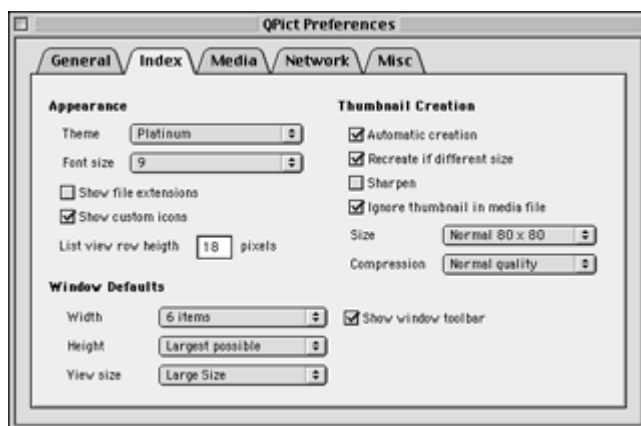 QPict Preferences
General Index Media Network Misc
Appearance
Theme Platinum
Font size 9
Show file extensions
Show custom icons
List view row heigth 18 pixels
Thumbnail Creation
Automatic creation
Recreate if different size
Sharpen
Ignore thumbnail in media file
Size Normal 80 x 80
Compression Normal quality
Window Defaults
Width 6 items
Height Largest possible
View size Large Size
Show window toolbar